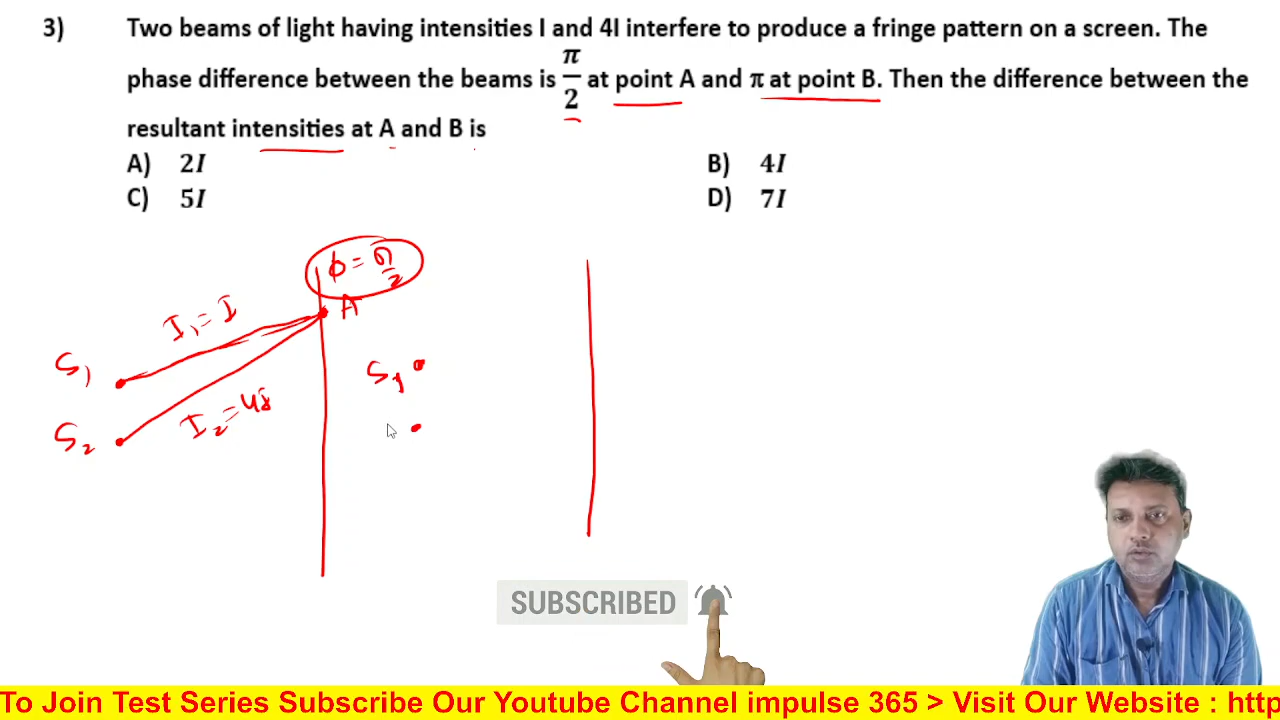 3) Two beams of light having intensities I and 4I interfere to produce a fringe pattern on a screen. The
phase difference between the beams is π/2 at point A and π at point B. Then the difference between the
resultant intensities at A and B is
A) 2I B) 4I
C) 5I D) 7I
ϕ = π/2
A
I₁ = I
S₁
S₁
I₂ = 4I
S₂
SUBSCRIBED
To Join Test Series Subscribe Our Youtube Channel impulse 365 > Visit Our Website : http